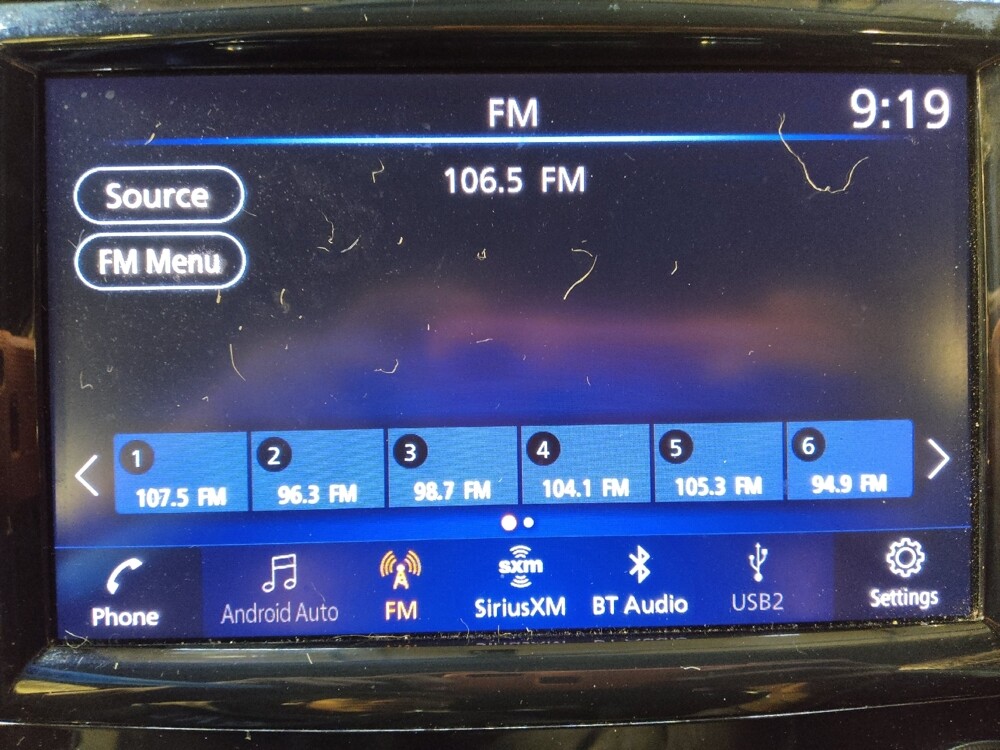 FM
9:19
106.5 FM
Source
FM Menu
1
107.5 FM
2
96.3 FM
3
98.7 FM
4
104.1 FM
5
105.3 FM
6
94.9 FM
Phone
Android Auto
FM
sxm
SiriusXM
BT Audio
USB2
Settings